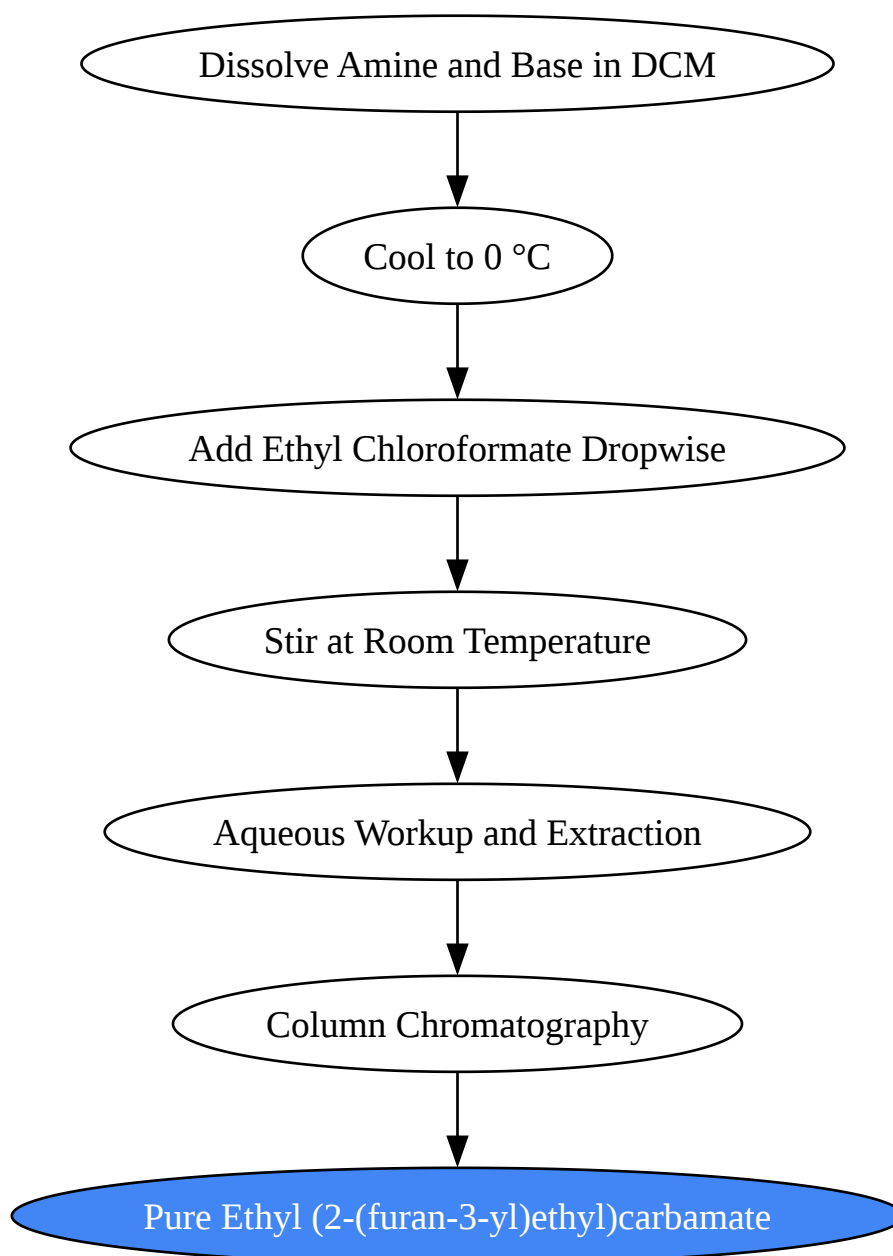 Dissolve Amine and Base in DCM
Cool to 0 °C
Add Ethyl Chloroformate Dropwise
Stir at Room Temperature
Aqueous Workup and Extraction
Column Chromatography
Pure Ethyl (2-(furan-3-yl)ethyl)carbamate